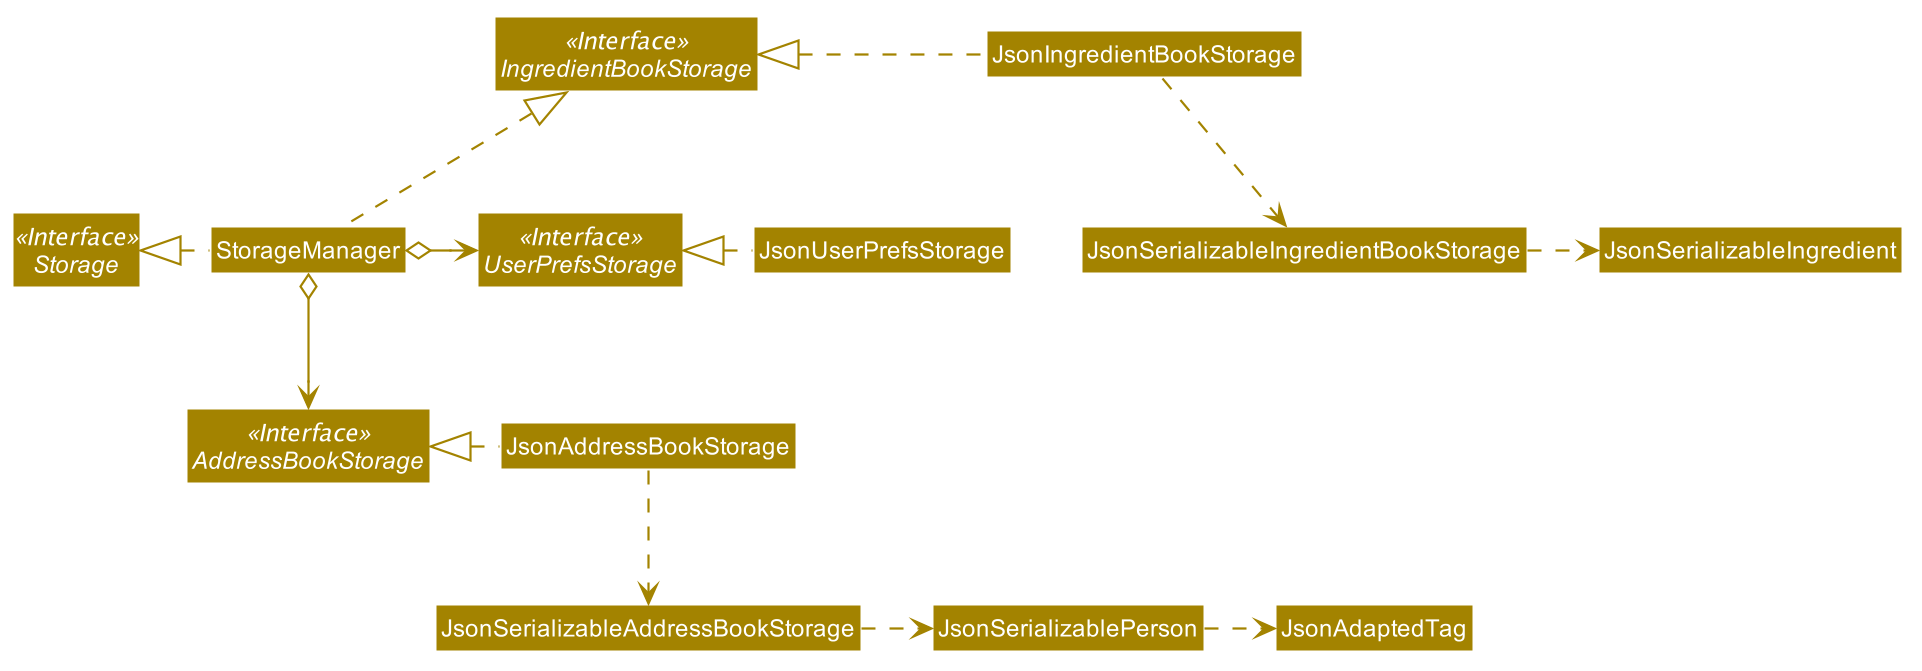 «Interface»
IngredientBookStorage
JsonIngredientBookStorage
«Interface»
Storage
StorageManager
«Interface»
UserPrefsStorage
JsonUserPrefsStorage
JsonSerializableIngredientBookStorage
JsonSerializableIngredient
«Interface»
AddressBookStorage
JsonAddressBookStorage
JsonSerializableAddressBookStorage
JsonSerializablePerson
JsonAdaptedTag